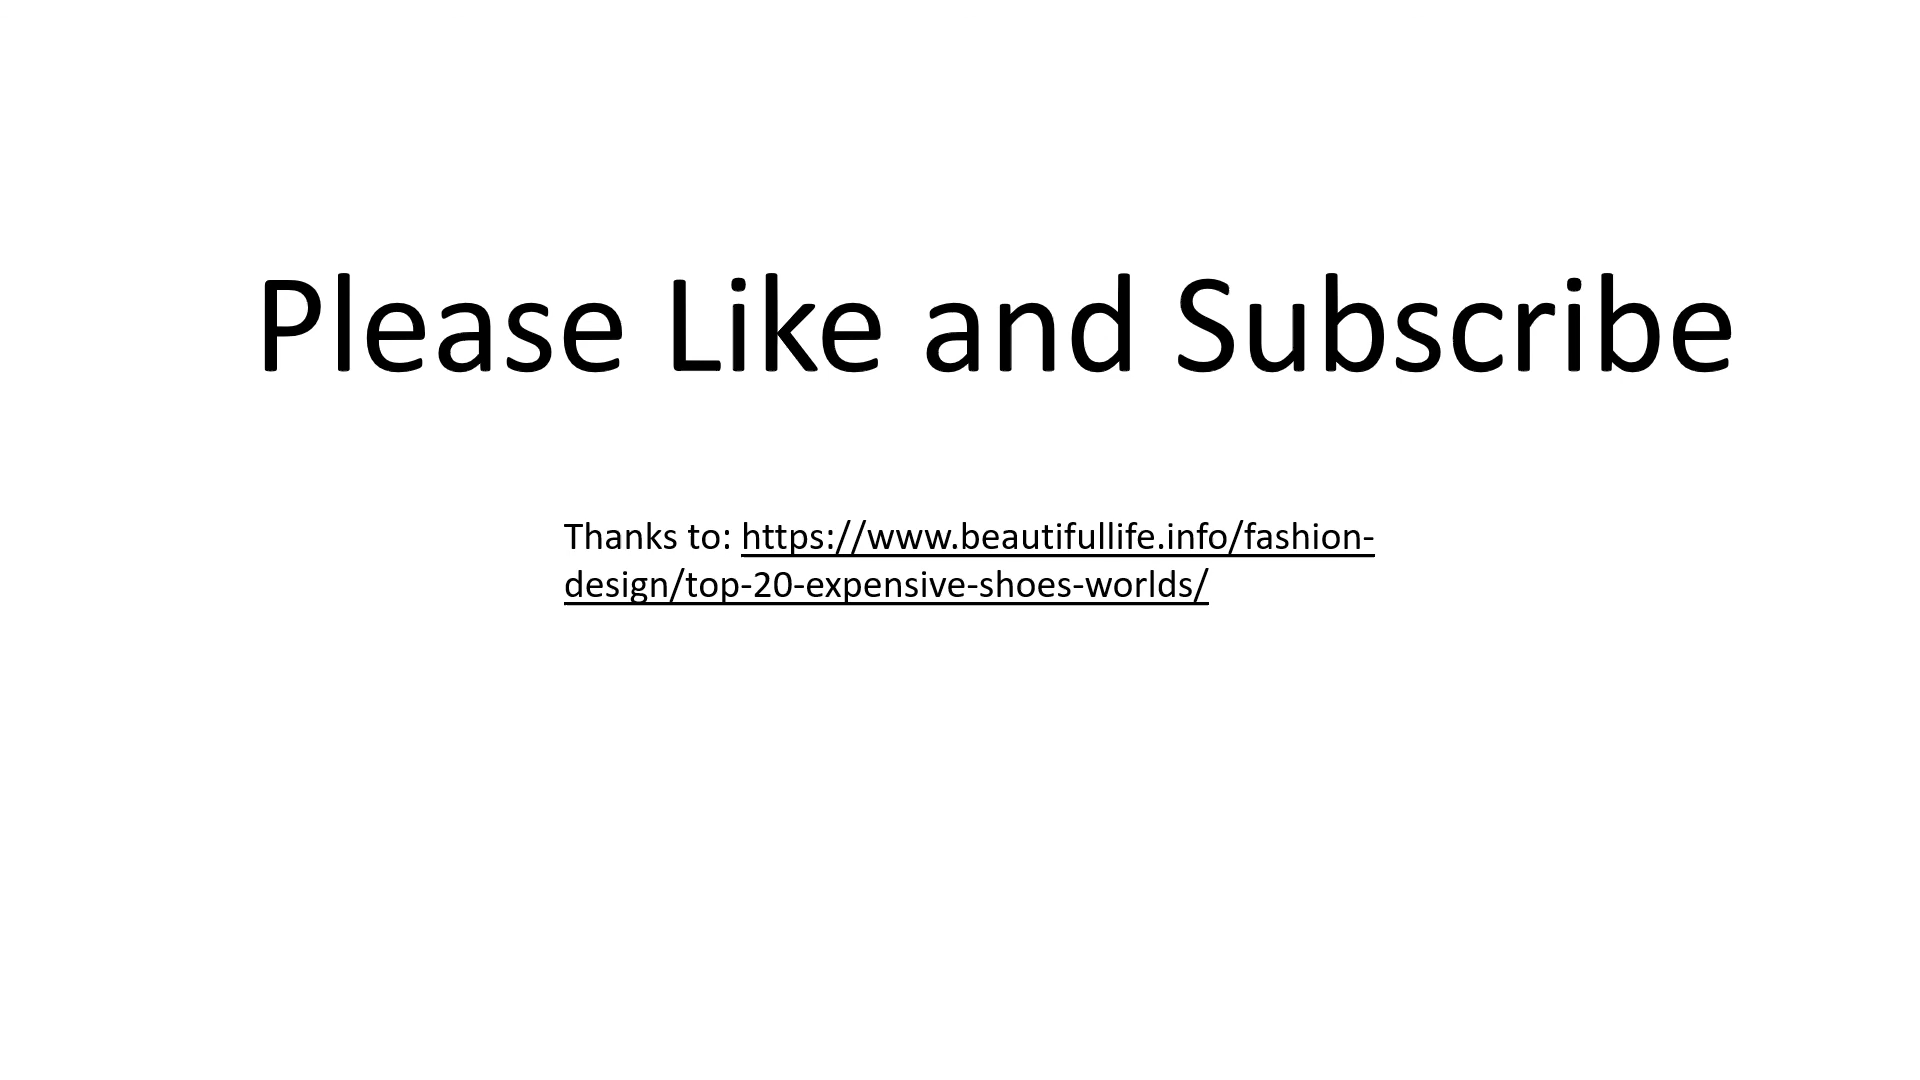 Please Like and Subscribe
Thanks to: https://www.beautifullife.info/fashion-
design/top-20-expensive-shoes-worlds/